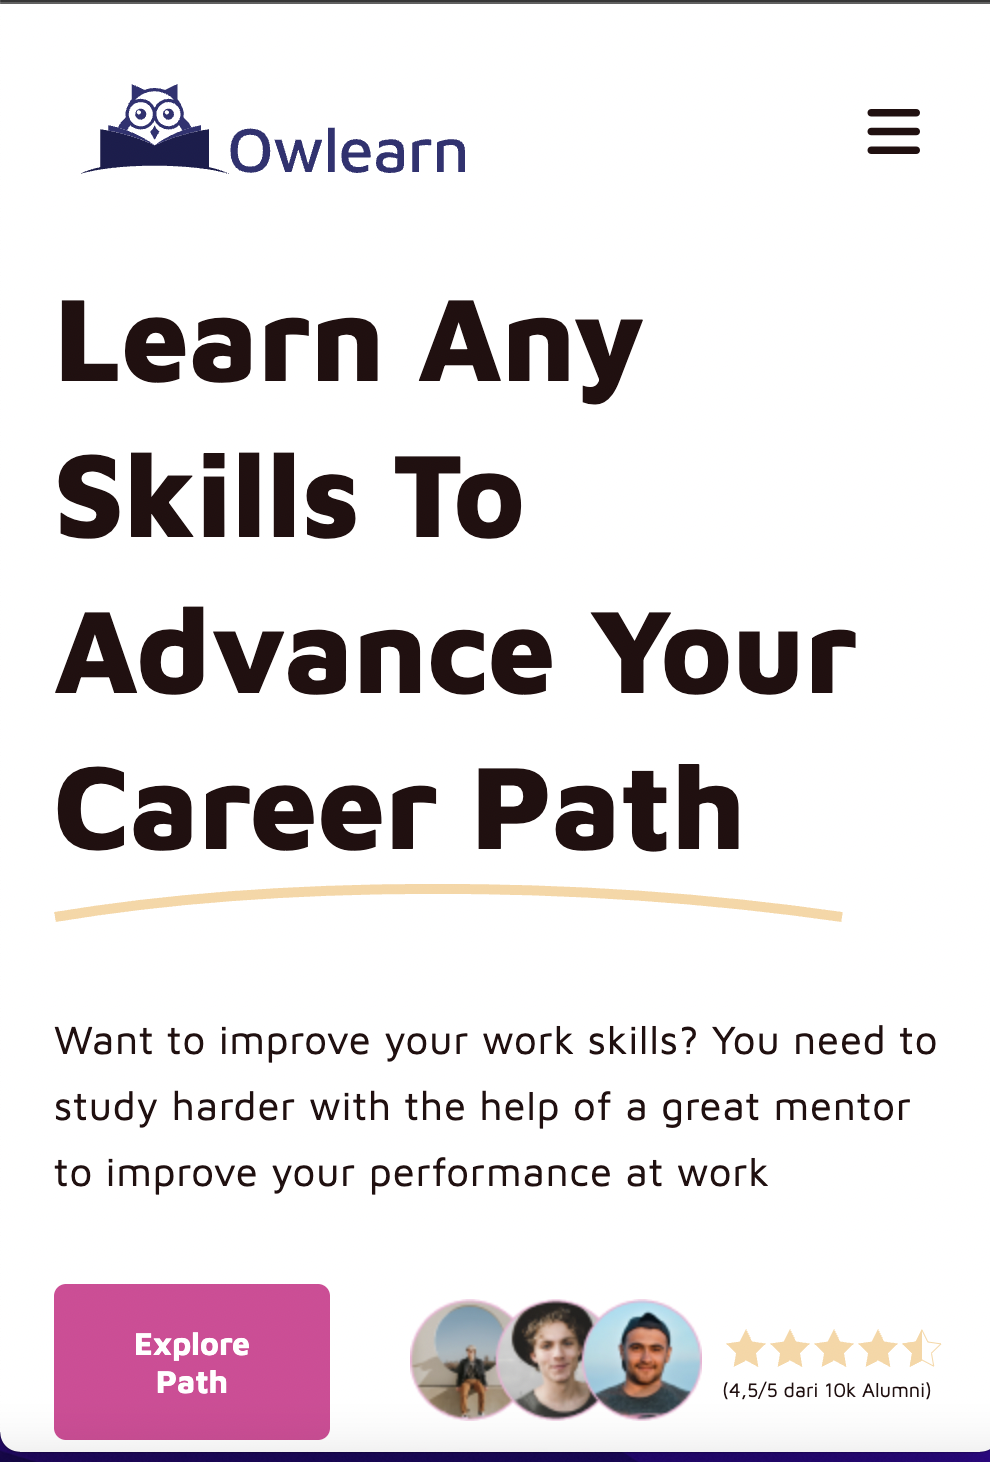 Owlearn
Learn Any
Skills To
Advance Your
Career Path
Want to improve your work skills? You need to
study harder with the help of a great mentor
to improve your performance at work
Explore
Path
(4,5/5 dari 10k Alumni)